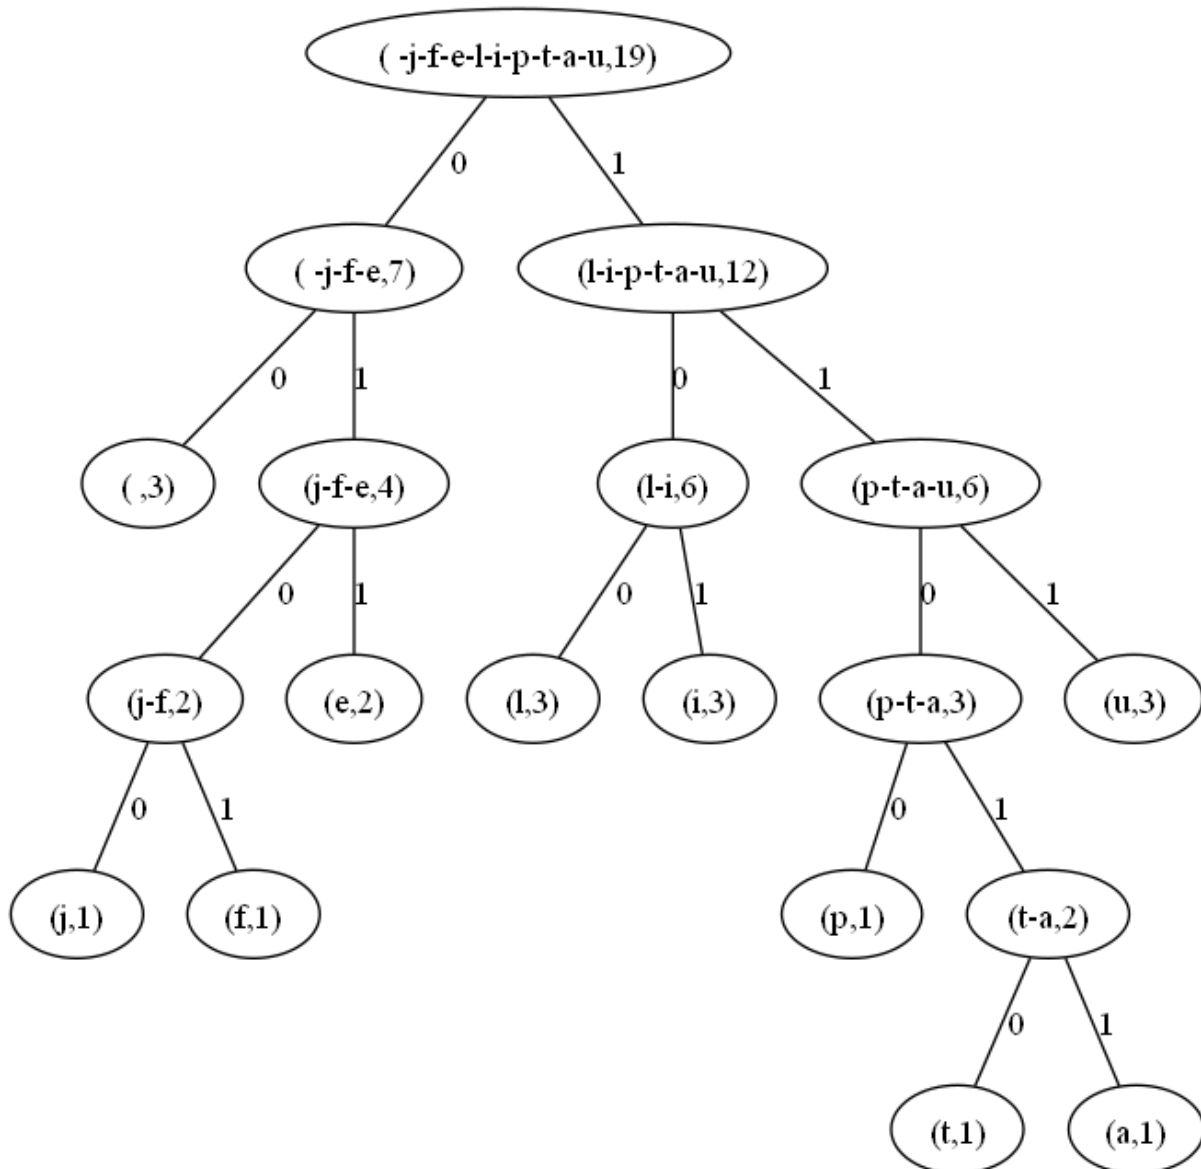 ( -j-f-e-l-i-p-t-a-u,19)
0 1
( -j-f-e,7) (l-i-p-t-a-u,12)
0 1 0 1
( ,3) (j-f-e,4) (l-i,6) (p-t-a-u,6)
0 1 0 1 0 1
(j-f,2) (e,2) (l,3) (i,3) (p-t-a,3) (u,3)
0 1 0 1
(j,1) (f,1) (p,1) (t-a,2)
0 1
(t,1) (a,1)